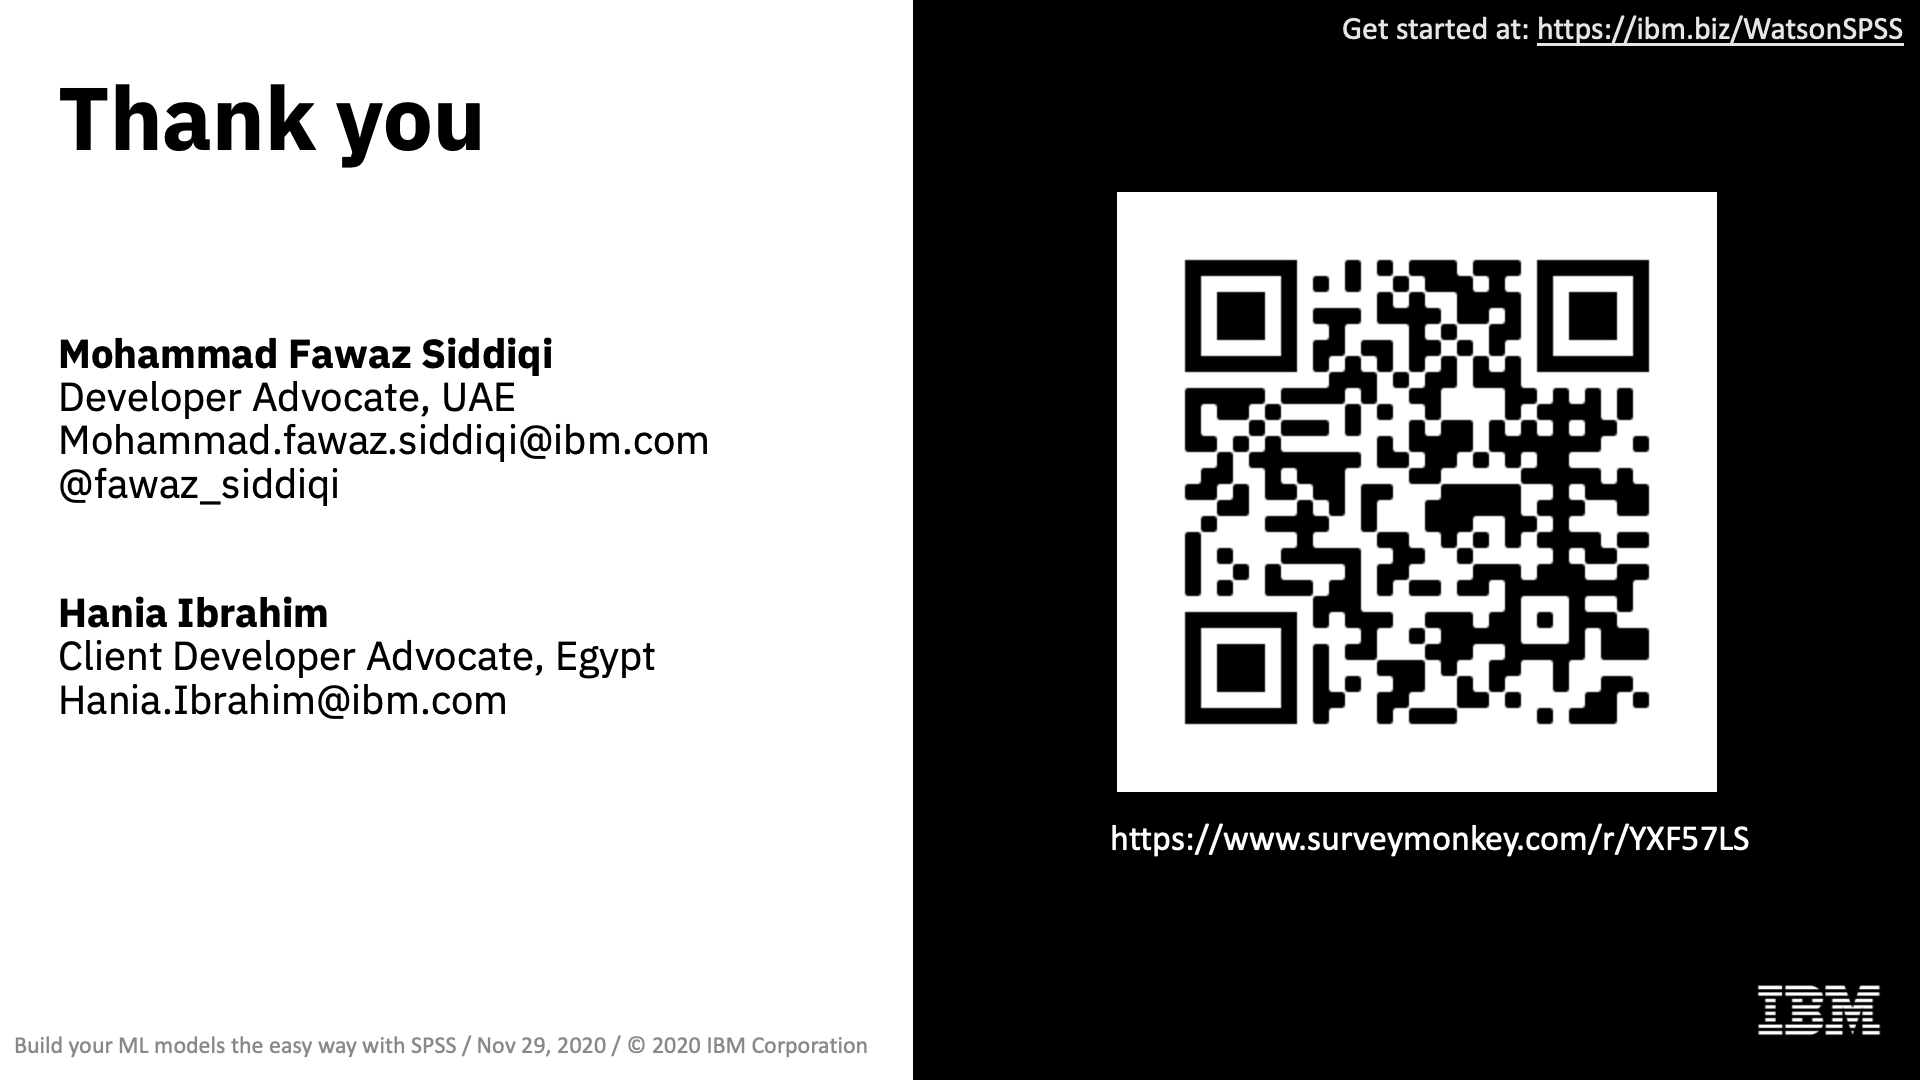 Thank you
Mohammad Fawaz Siddiqi
Developer Advocate, UAE
Mohammad.fawaz.siddiqi@ibm.com
@fawaz_siddiqi
Hania Ibrahim
Client Developer Advocate, Egypt
Hania.Ibrahim@ibm.com
Build your ML models the easy way with SPSS / Nov 29, 2020 / © 2020 IBM Corporation
Get started at: https://ibm.biz/WatsonSPSS
https://www.surveymonkey.com/r/YXF57LS
IBM